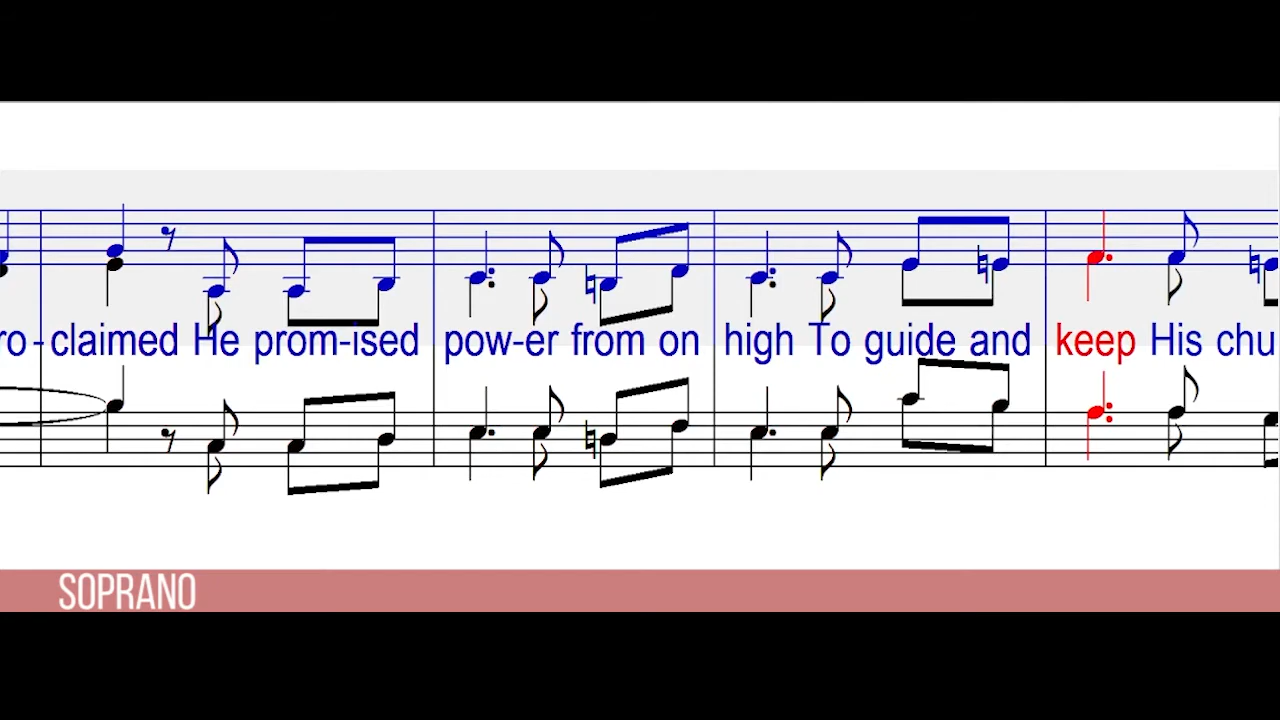 ro-claimed He prom-ised pow-er from on high To guide and keep His chu
SOPRANO